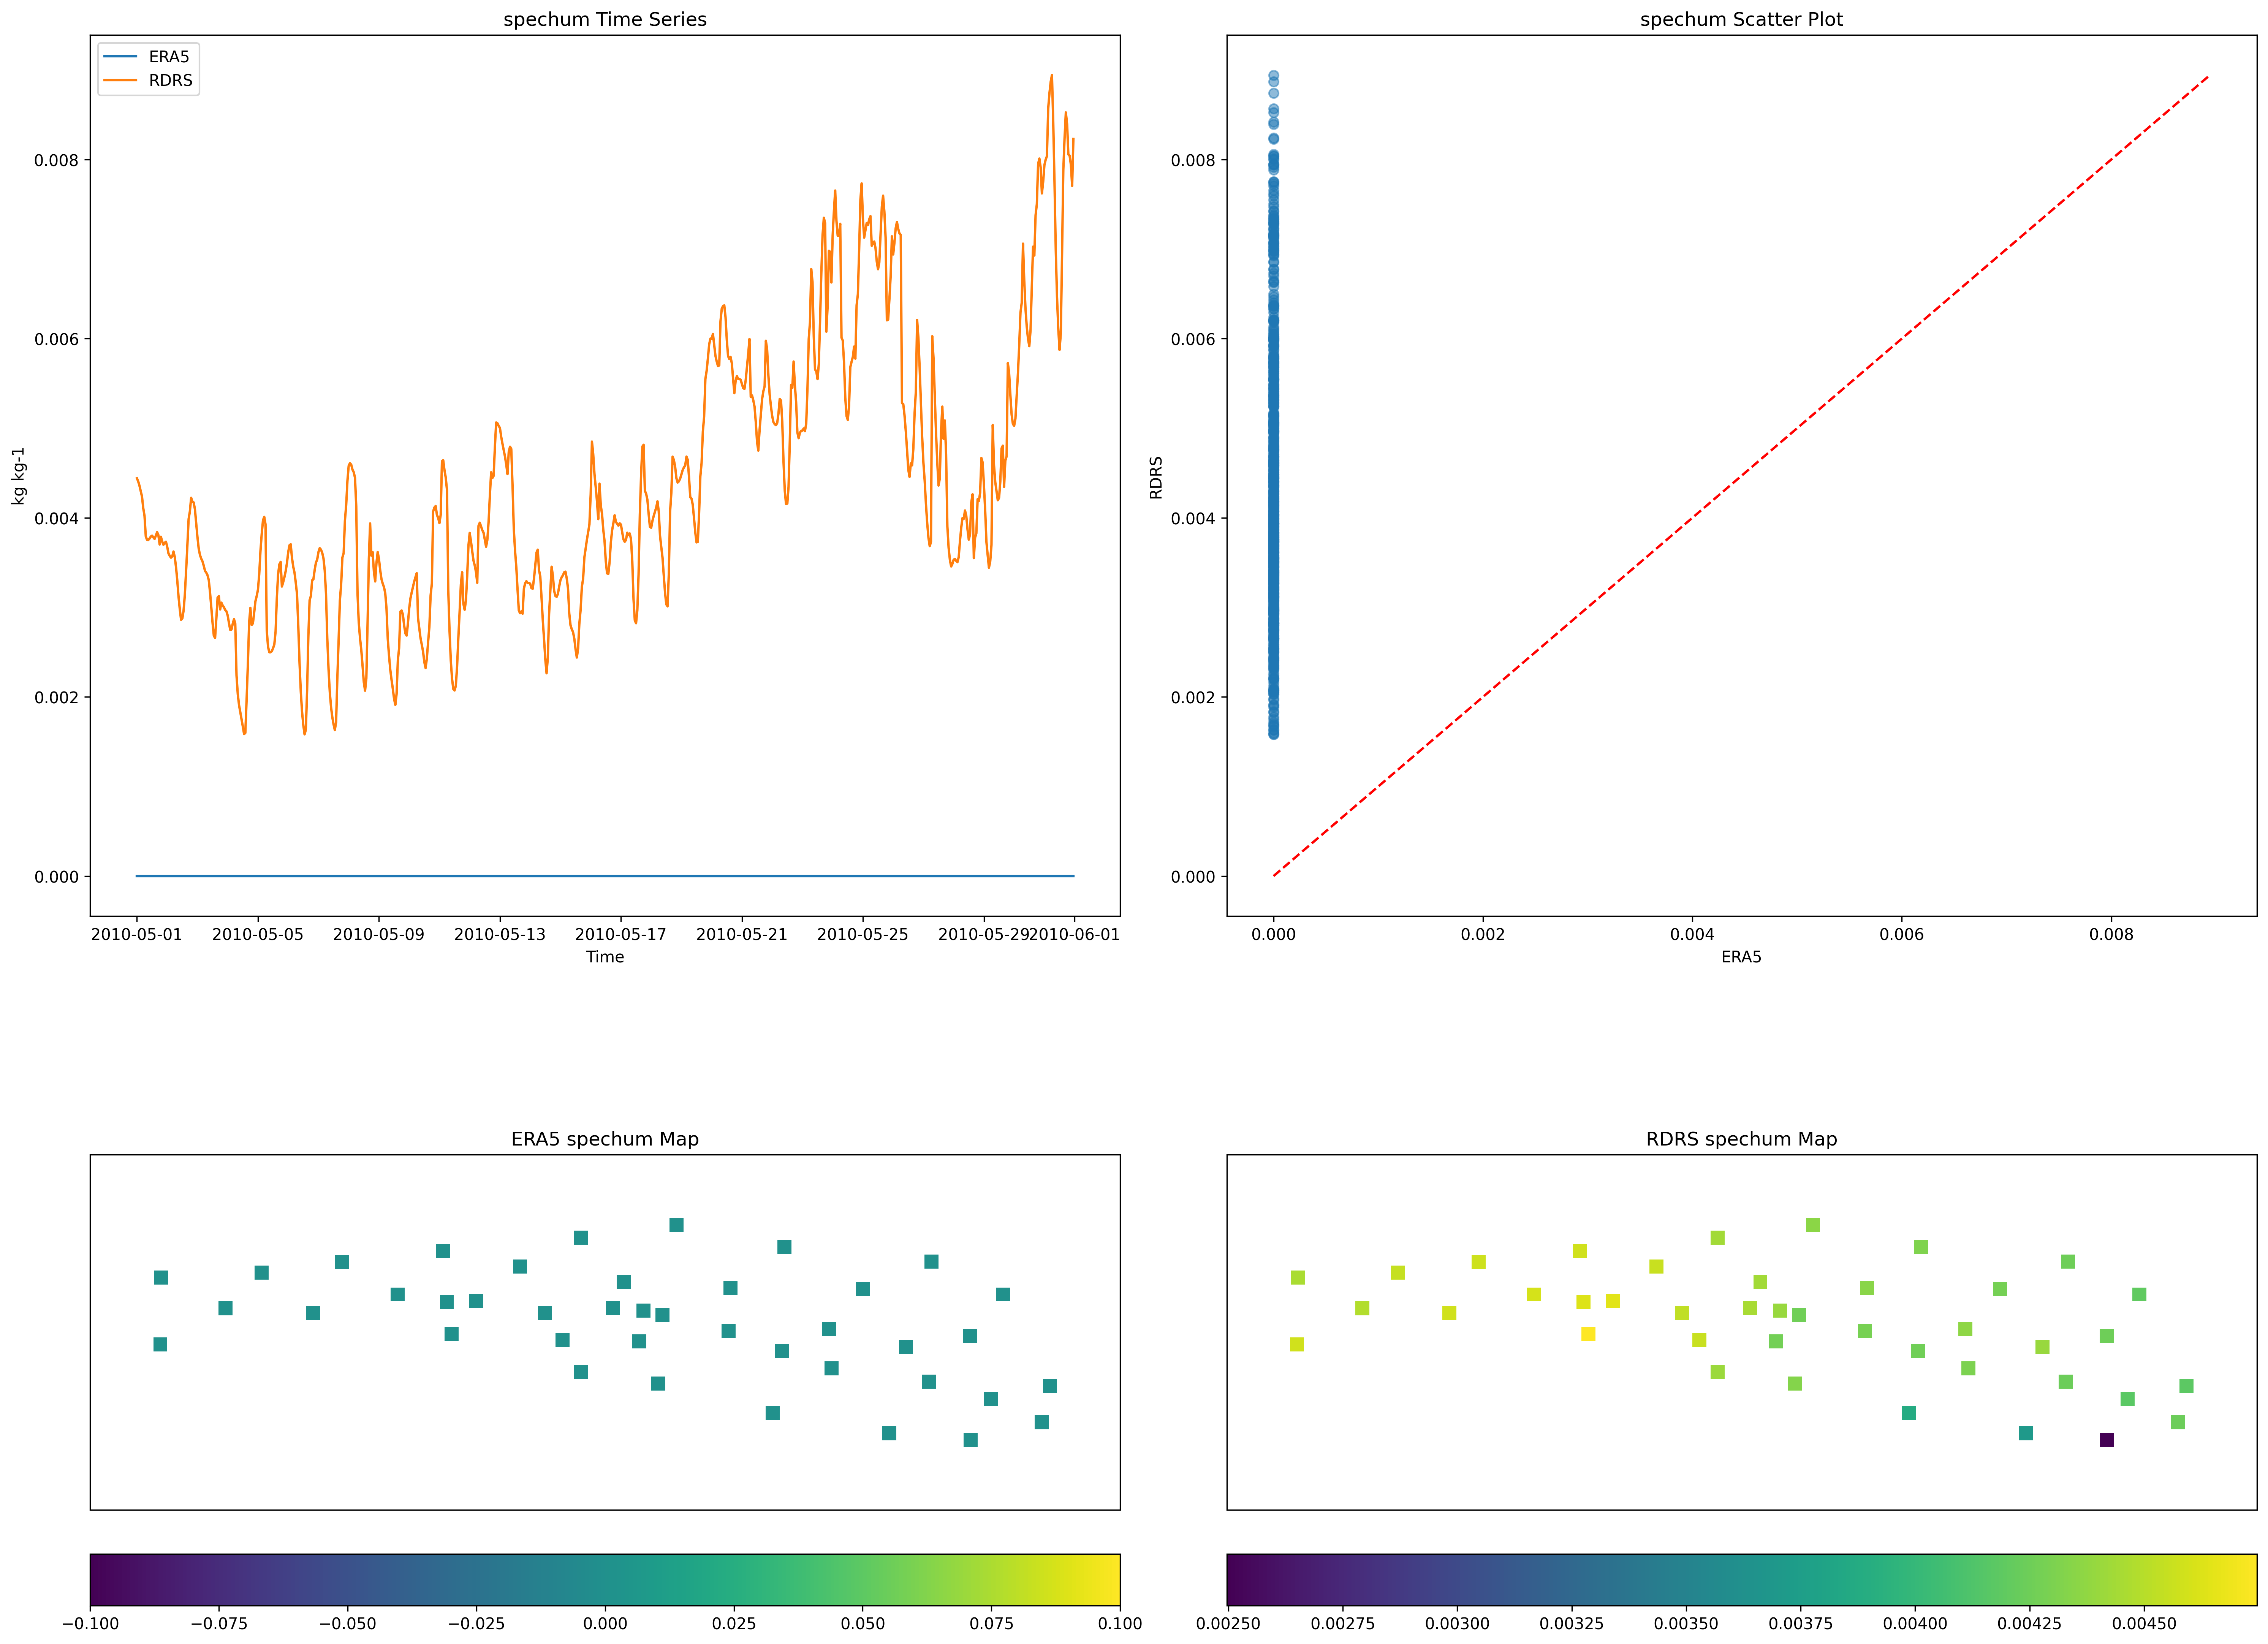 spechum Time Series
ERA5
RDRS
kg kg-1
0.008
0.006
0.004
0.002
0.000
2010-05-01 2010-05-05 2010-05-09 2010-05-13 2010-05-17 2010-05-21 2010-05-25 2010-05-29 2010-06-01
Time
spechum Scatter Plot
RDRS
0.008
0.006
0.004
0.002
0.000
0.000 0.002 0.004 0.006 0.008
ERA5
ERA5 spechum Map
−0.100 −0.075 −0.050 −0.025 0.000 0.025 0.050 0.075 0.100
RDRS spechum Map
0.00250 0.00275 0.00300 0.00325 0.00350 0.00375 0.00400 0.00425 0.00450